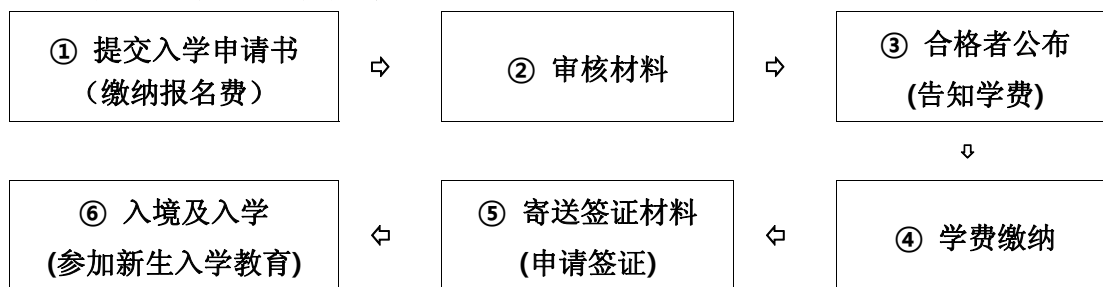 ① 提交入学申请书
（缴纳报名费）
② 审核材料
③ 合格者公布
(告知学费)
④ 学费缴纳
⑤ 寄送签证材料
(申请签证)
⑥ 入境及入学
(参加新生入学教育)